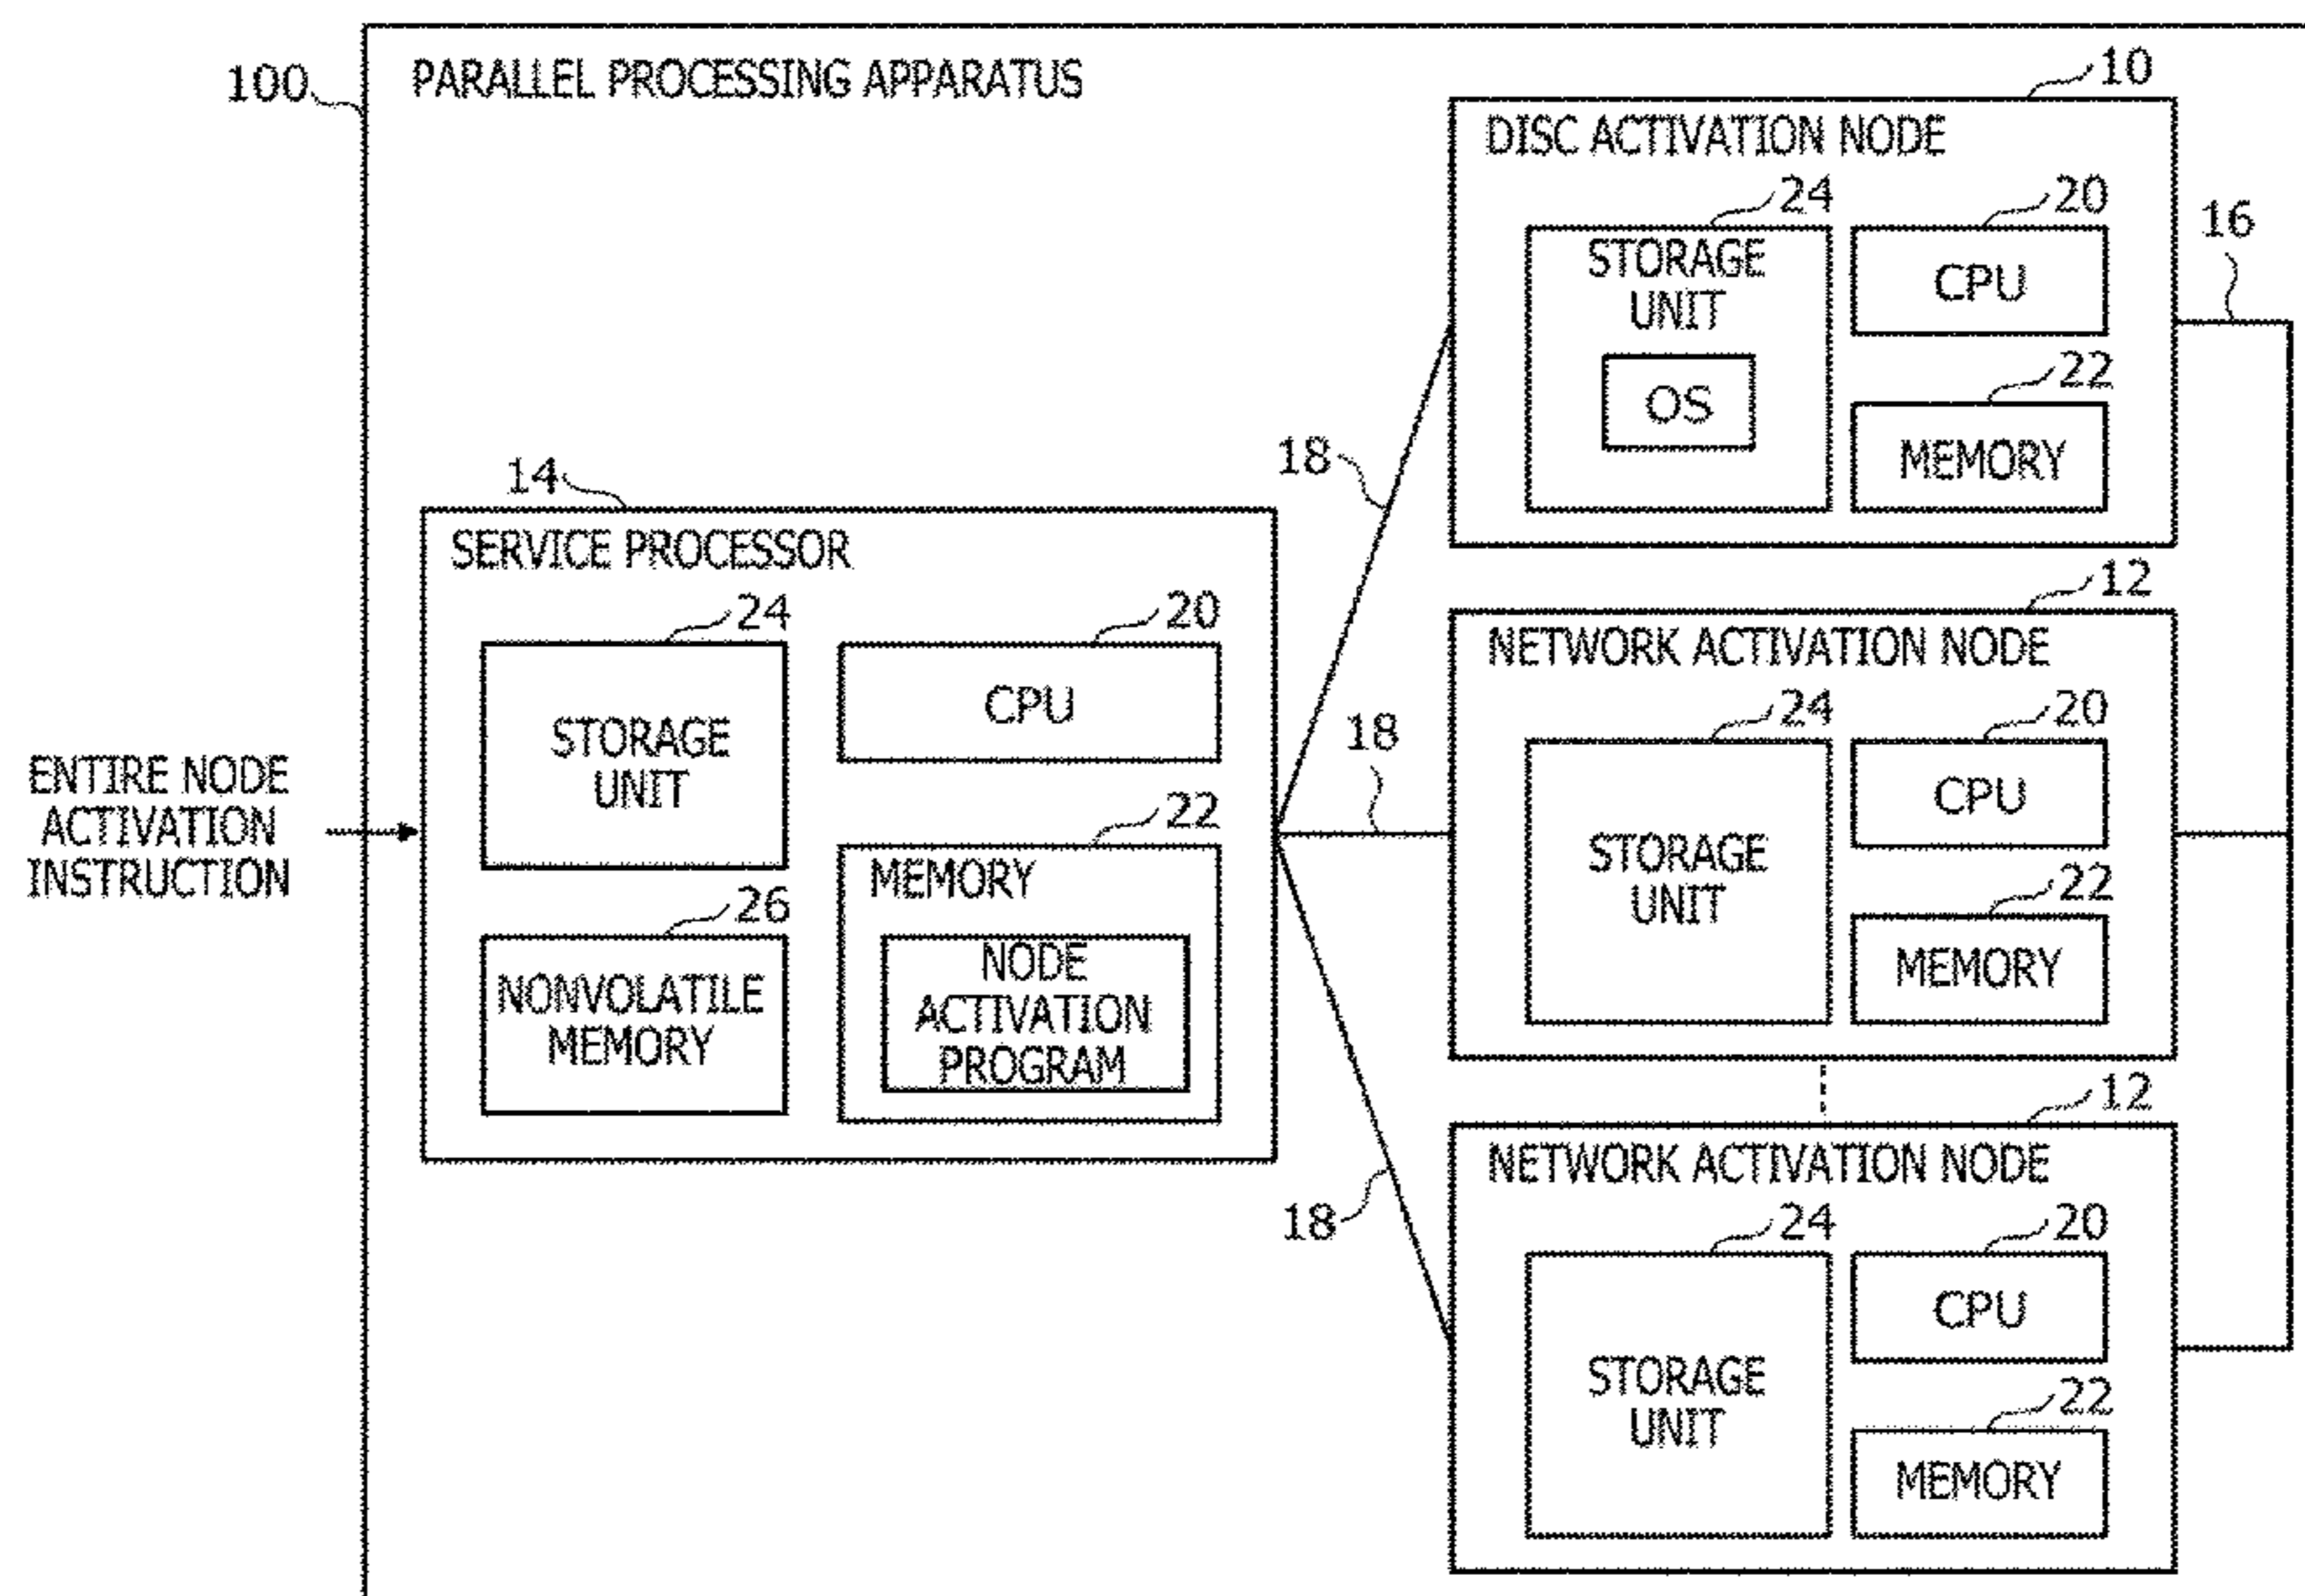 100
PARALLEL PROCESSING APPARATUS
10
DISC ACTIVATION NODE
24
20
16
STORAGE
UNIT
CPU
OS
22
MEMORY
18
14
SERVICE PROCESSOR
24
20
STORAGE
UNIT
CPU
22
MEMORY
26
NONVOLATILE
MEMORY
NODE
ACTIVATION
PROGRAM
ENTIRE NODE
ACTIVATION
INSTRUCTION
18
12
NETWORK ACTIVATION NODE
24
20
STORAGE
UNIT
CPU
22
MEMORY
18
12
NETWORK ACTIVATION NODE
24
20
STORAGE
UNIT
CPU
22
MEMORY